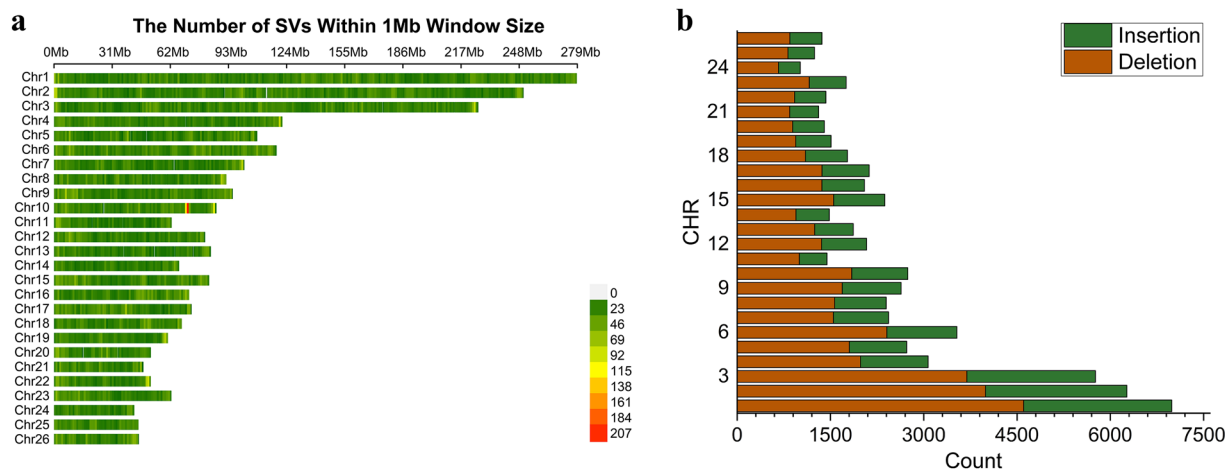 a
The Number of SVs Within 1Mb Window Size
0Mb 31Mb 62Mb 93Mb 124Mb 155Mb 186Mb 217Mb 248Mb 279Mb
Chr1
Chr2
Chr3
Chr4
Chr5
Chr6
Chr7
Chr8
Chr9
Chr10
Chr11
Chr12
Chr13
Chr14
Chr15
Chr16
Chr17
Chr18
Chr19
Chr20
Chr21
Chr22
Chr23
Chr24
Chr25
Chr26
0
23
46
69
92
115
138
161
184
207
b
Insertion
Deletion
CHR
24
21
18
15
12
9
6
3
0 1500 3000 4500 6000 7500
Count